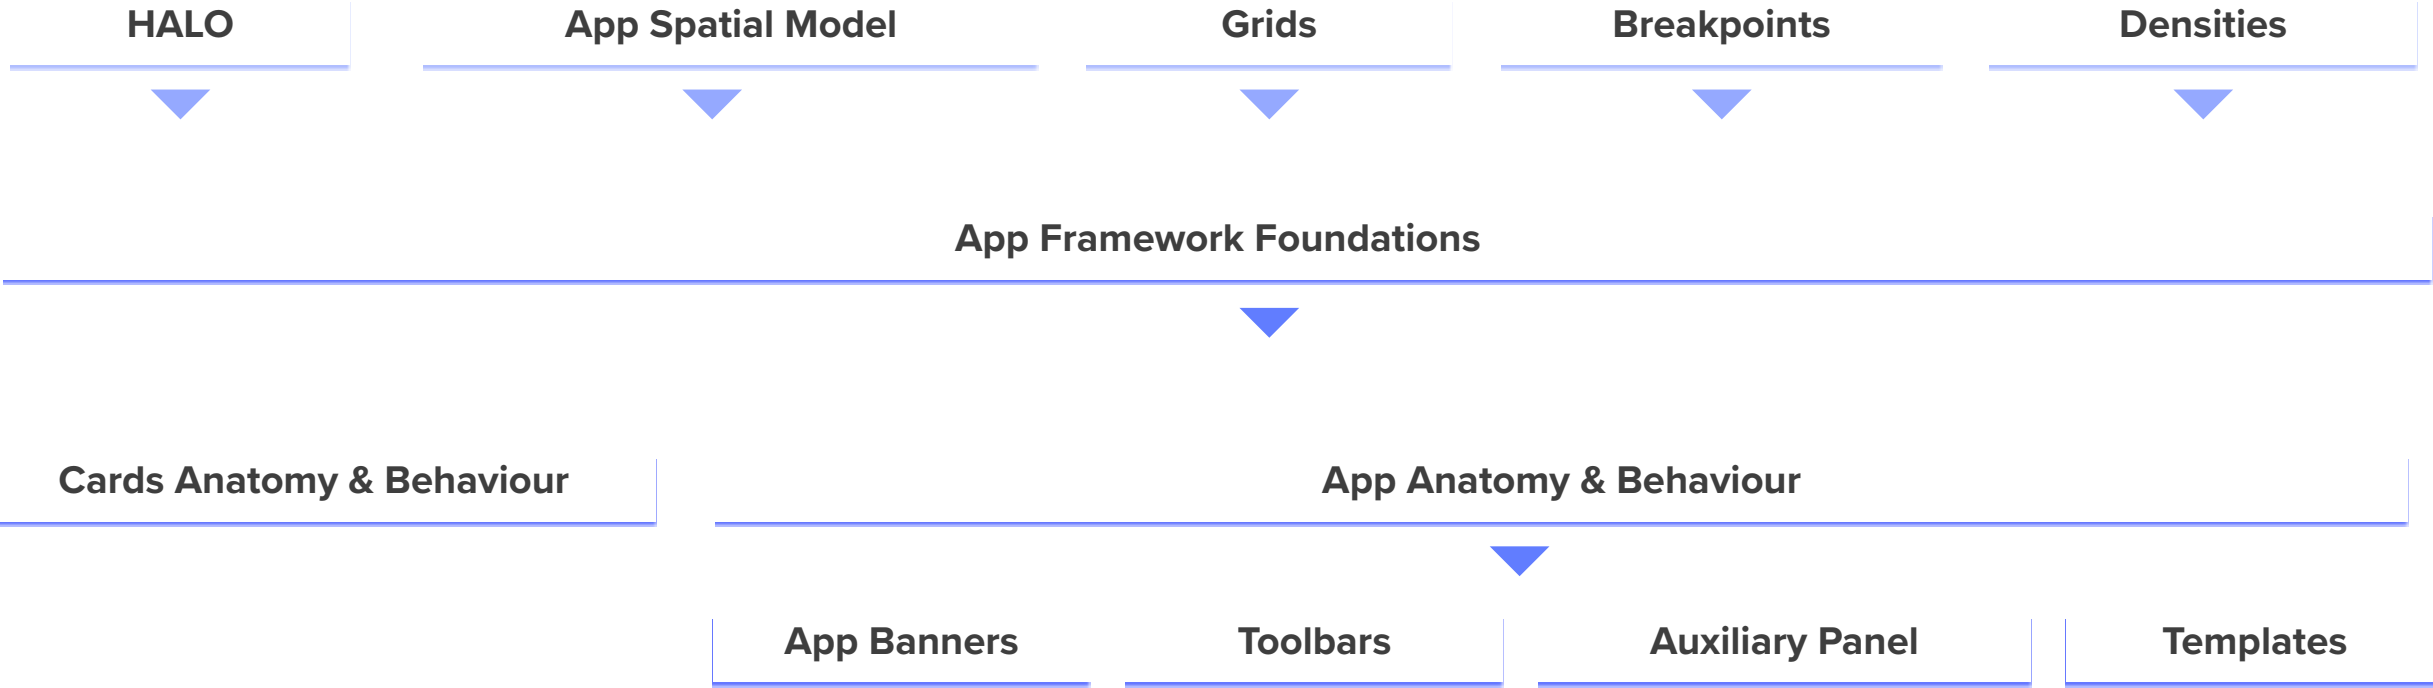 HALO
App Spatial Model
Grids
Breakpoints
Densities
App Framework Foundations
Cards Anatomy & Behaviour
App Anatomy & Behaviour
App Banners
Toolbars
Auxiliary Panel
Templates